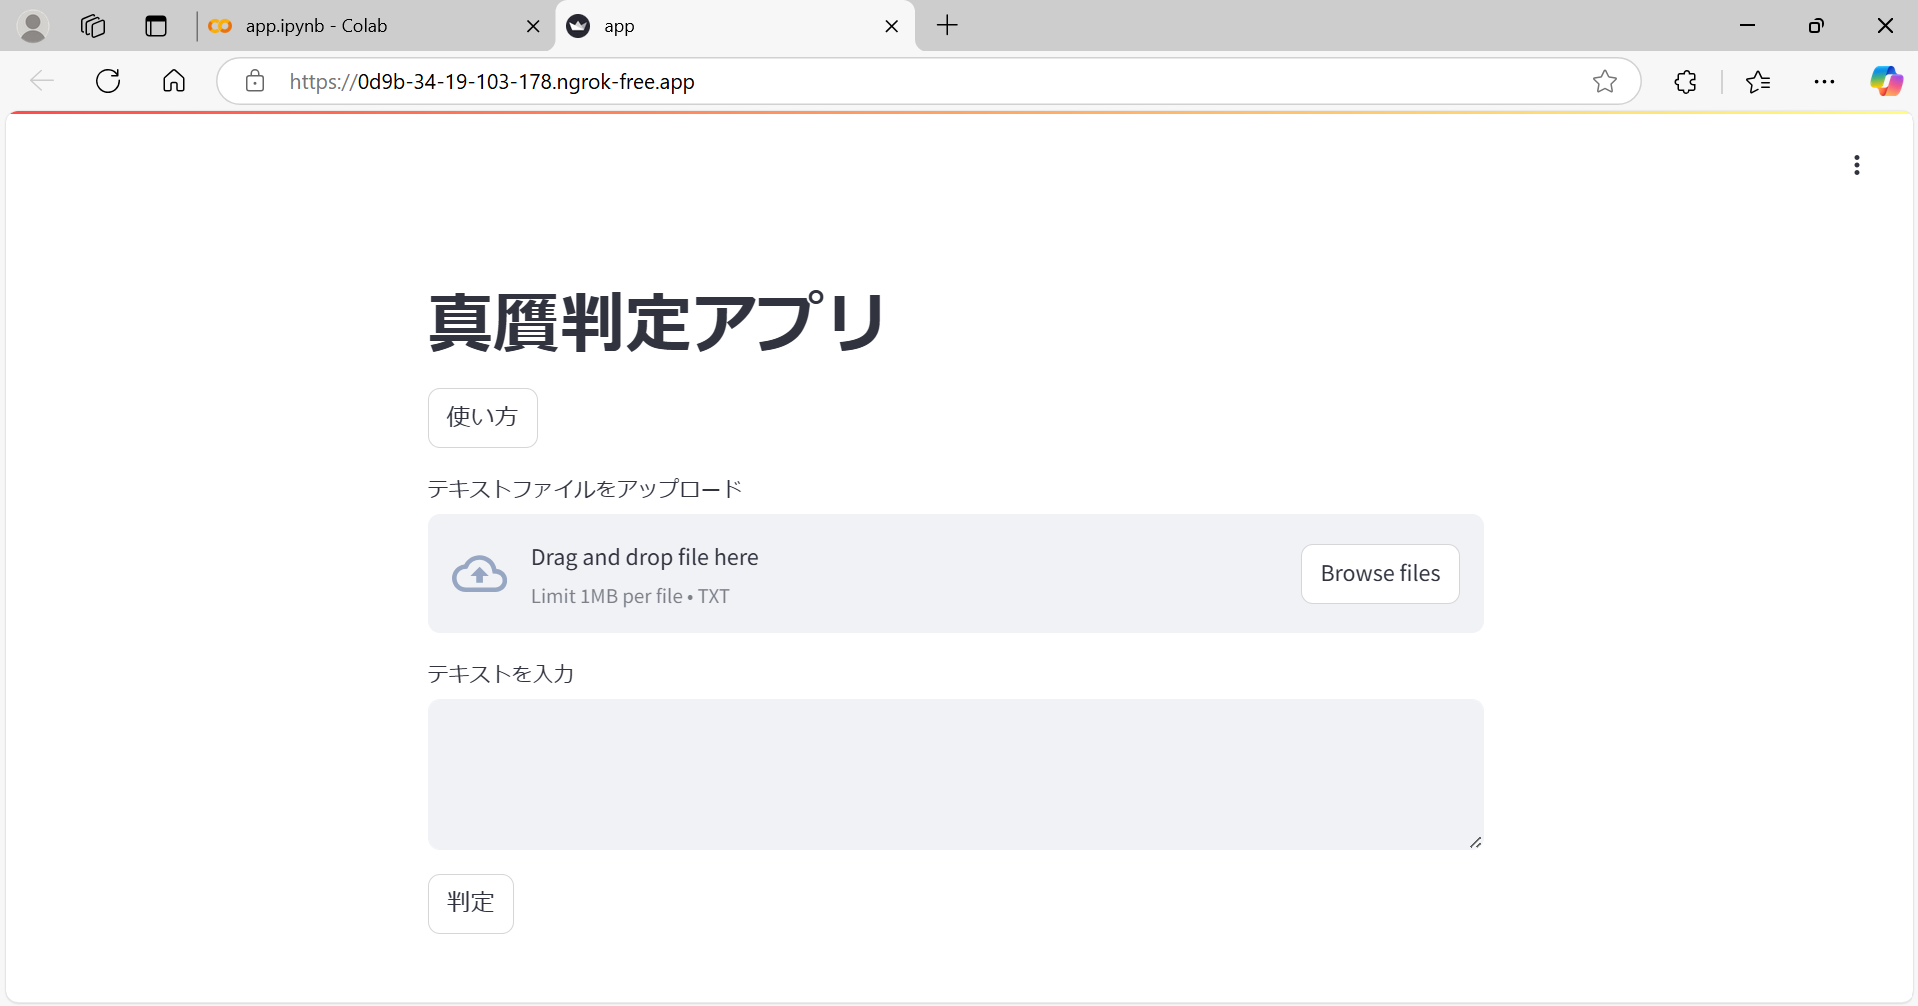 app.ipynb - Colab
app
https://0d9b-34-19-103-178.ngrok-free.app
真贋判定アプリ
使い方
テキストファイルをアップロード
Drag and drop file here
Limit 1MB per file • TXT
Browse files
テキストを入力
判定